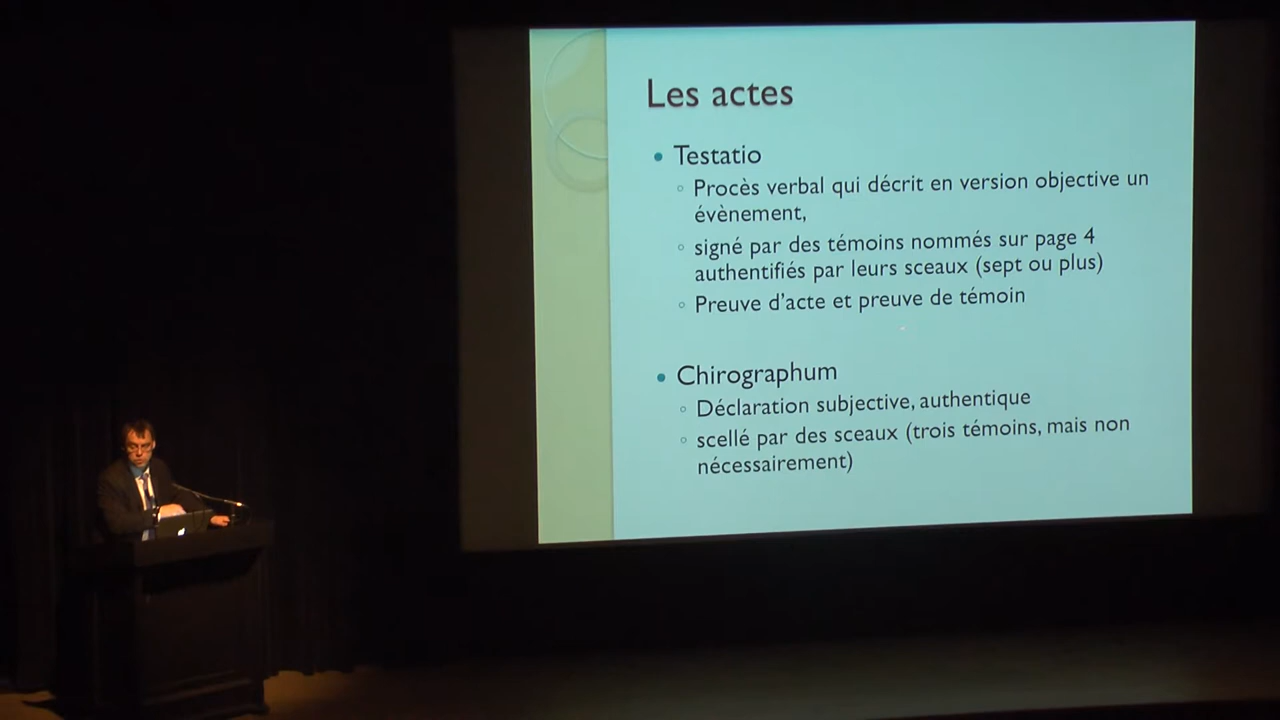 Les actes
Testatio
Procès verbal qui décrit en version objective un
évènement,
signé par des témoins nommés sur page 4
authentifiés par leurs sceaux (sept ou plus)
Preuve d'acte et preuve de témoin
Chirographum
Déclaration subjective, authentique
scellé par des sceaux (trois témoins, mais non
nécessairement)